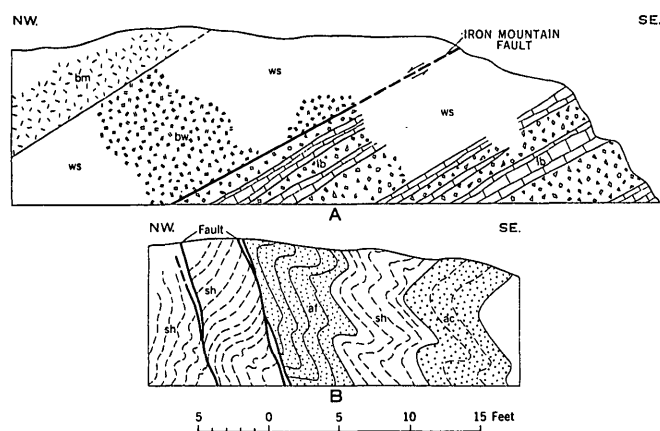 NW. SE.
IRON MOUNTAIN
FAULT
bm
ws
ws
bw
ws
lb
lb
A
NW. SE.
Fault
sh
sh
af
sh
ac
B
5 0 5 10 15 Feet